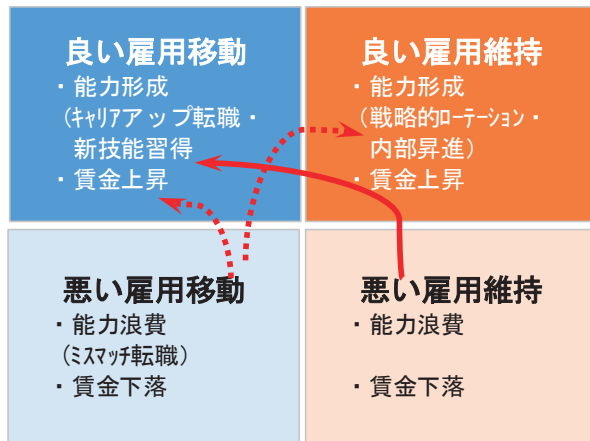 良い雇用移動
・能力形成
(ｷｬﾘｱアップ転職・
新技能習得
・賃金上昇
良い雇用維持
・能力形成
(戦略的ﾛｰﾃｰｼｮﾝ・
内部昇進)
・賃金上昇
悪い雇用移動
・能力浪費
(ﾐｽﾏｯﾁ転職)
・賃金下落
悪い雇用維持
・能力浪費
・賃金下落